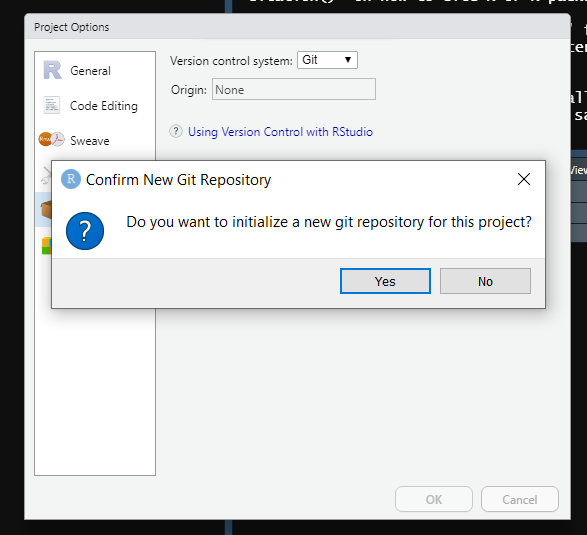 Project Options
General
Code Editing
Sweave
Version control system: Git
Origin: None
? Using Version Control with RStudio
R Confirm New Git Repository
? Do you want to initialize a new git repository for this project?
Yes No
OK Cancel